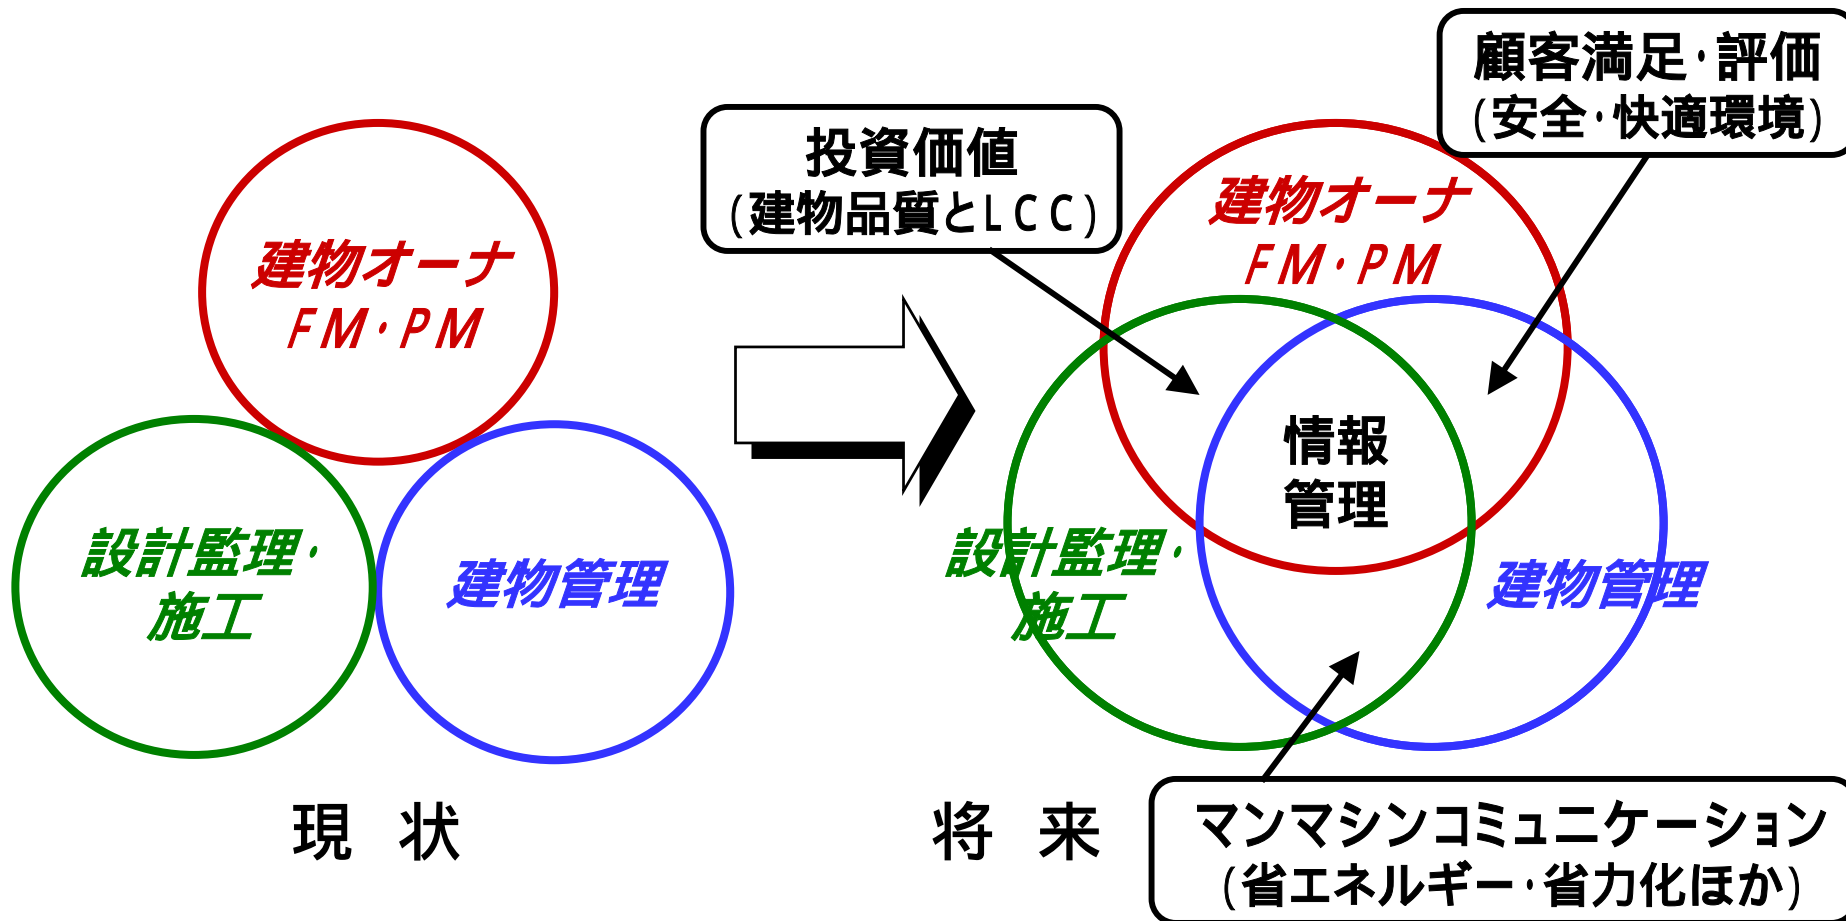 建物オーナ
FM・PM
設計監理・
施工
建物管理
現 状
投資価値
(建物品質とLCC)
顧客満足・評価
(安全・快適環境)
建物オーナ
FM・PM
情報
管理
設計監理・
施工
建物管理
将 来
マンマシンコミュニケーション
(省エネルギー・省力化ほか)